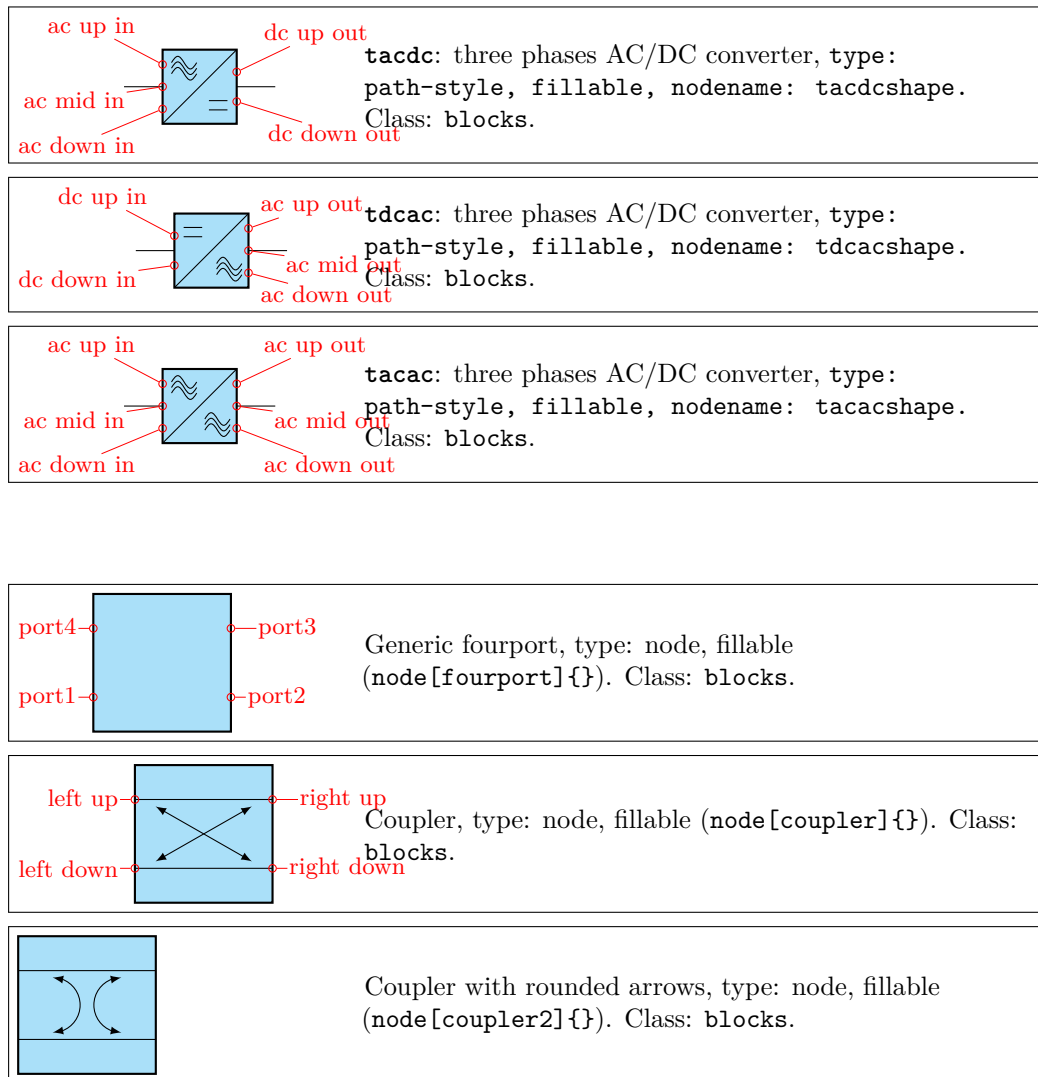 ac up in
dc up out
ac mid in
ac down in
dc down out
tacdc: three phases AC/DC converter, type:
path-style, fillable, nodename: tacdcshape.
Class: blocks.
dc up in
ac up out
dc down in
ac mid out
ac down out
tdcac: three phases AC/DC converter, type:
path-style, fillable, nodename: tdcacshape.
Class: blocks.
ac up in
ac up out
ac mid in
ac mid out
ac down in
ac down out
tacac: three phases AC/DC converter, type:
path-style, fillable, nodename: tacacshape.
Class: blocks.
port4
port3
port1
port2
Generic fourport, type: node, fillable
(node[fourport]{}). Class: blocks.
left up
right up
left down
right down
Coupler, type: node, fillable (node[coupler]{}). Class:
blocks.
Coupler with rounded arrows, type: node, fillable
(node[coupler2]{}). Class: blocks.